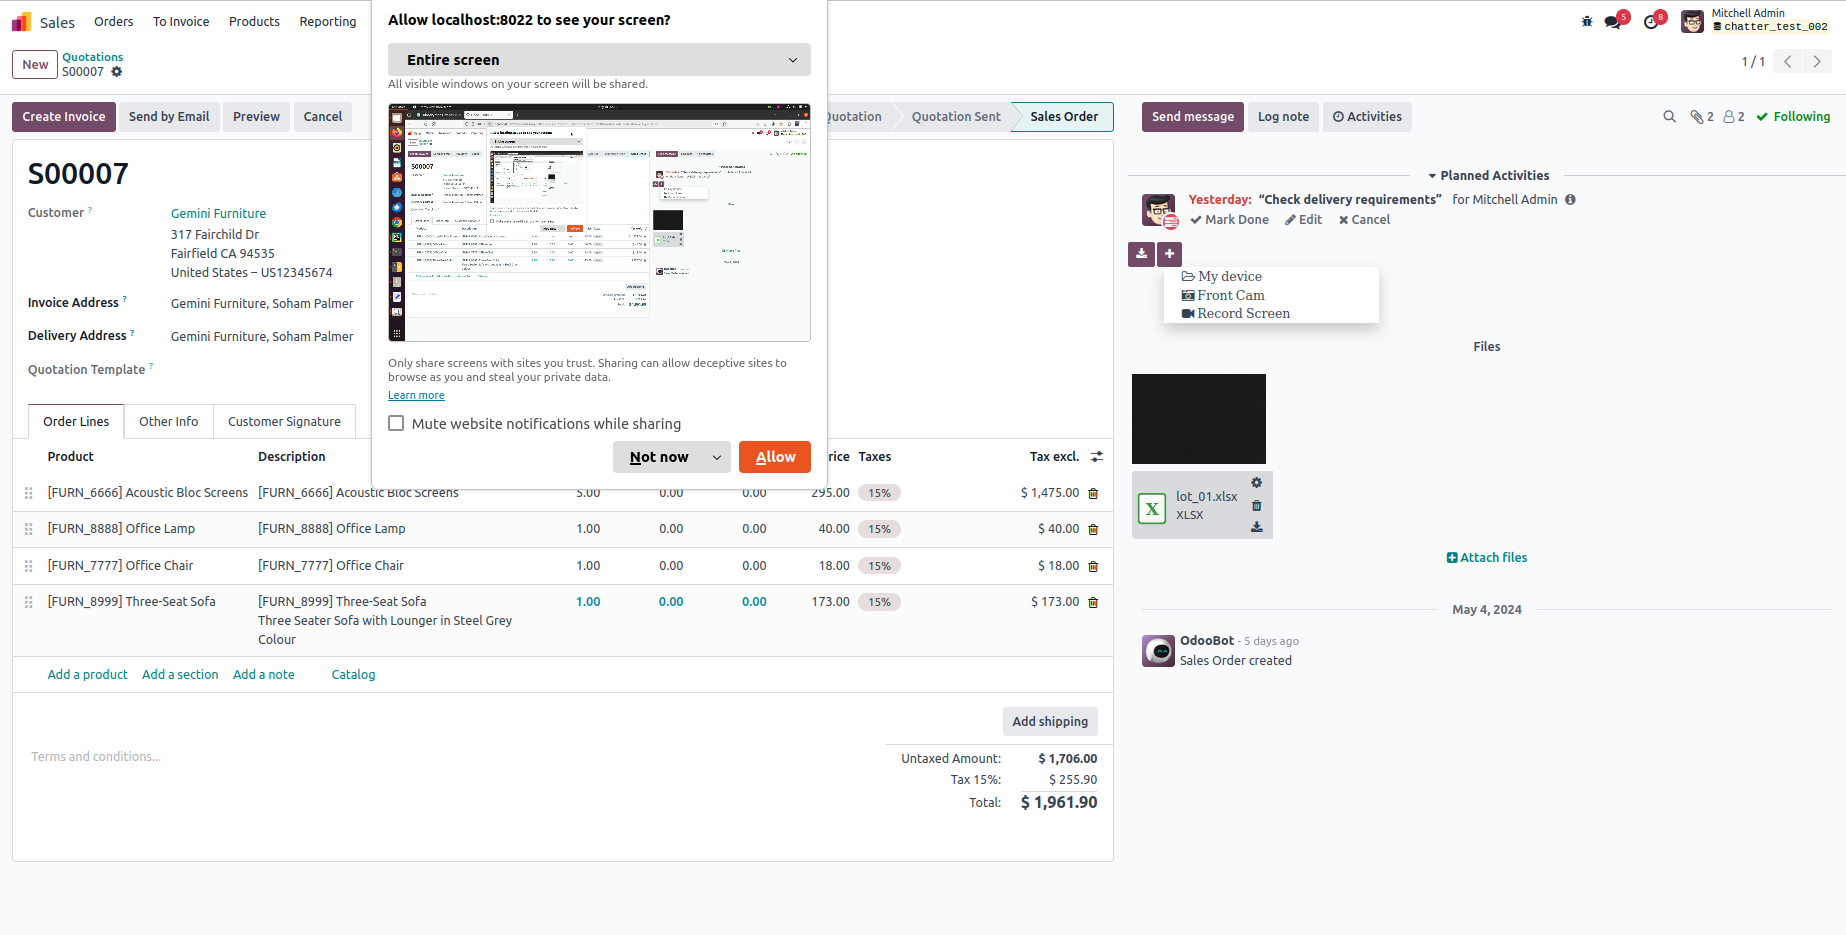 Sales
Orders
To Invoice
Products
Reporting
5
8
Mitchell Admin
chatter_test_002
New
Quotations
S00007
1 / 1
Allow localhost:8022 to see your screen?
Entire screen
All visible windows on your screen will be shared.
Only share screens with sites you trust. Sharing can allow deceptive sites to
browse as you and steal your private data.
Learn more
Mute website notifications while sharing
Not now
Allow
Create Invoice
Send by Email
Preview
Cancel
Quotation
Quotation Sent
Sales Order
Send message
Log note
Activities
2
2
Following
S00007
Customer ?
Gemini Furniture
317 Fairchild Dr
Fairfield CA 94535
United States – US12345674
Invoice Address ?
Gemini Furniture, Soham Palmer
Delivery Address ?
Gemini Furniture, Soham Palmer
Quotation Template ?
Order Lines
Other Info
Customer Signature
Product Description rice Taxes Tax excl.
[FURN_6666] Acoustic Bloc Screens [FURN_6666] Acoustic Bloc Screens 5.00 0.00 0.00 295.00 15% $ 1,475.00
[FURN_8888] Office Lamp [FURN_8888] Office Lamp 1.00 0.00 0.00 40.00 15% $ 40.00
[FURN_7777] Office Chair [FURN_7777] Office Chair 1.00 0.00 0.00 18.00 15% $ 18.00
[FURN_8999] Three-Seat Sofa [FURN_8999] Three-Seat Sofa 1.00 0.00 0.00 173.00 15% $ 173.00
Three Seater Sofa with Lounger in Steel Grey
Colour
Add a product Add a section Add a note Catalog
Add shipping
Terms and conditions...
Untaxed Amount: $ 1,706.00
Tax 15%: $ 255.90
Total: $ 1,961.90
Planned Activities
Yesterday: “Check delivery requirements” for Mitchell Admin
Mark Done Edit Cancel
My device
Front Cam
Record Screen
Files
lot_01.xlsx
XLSX
Attach files
May 4, 2024
OdooBot - 5 days ago
Sales Order created